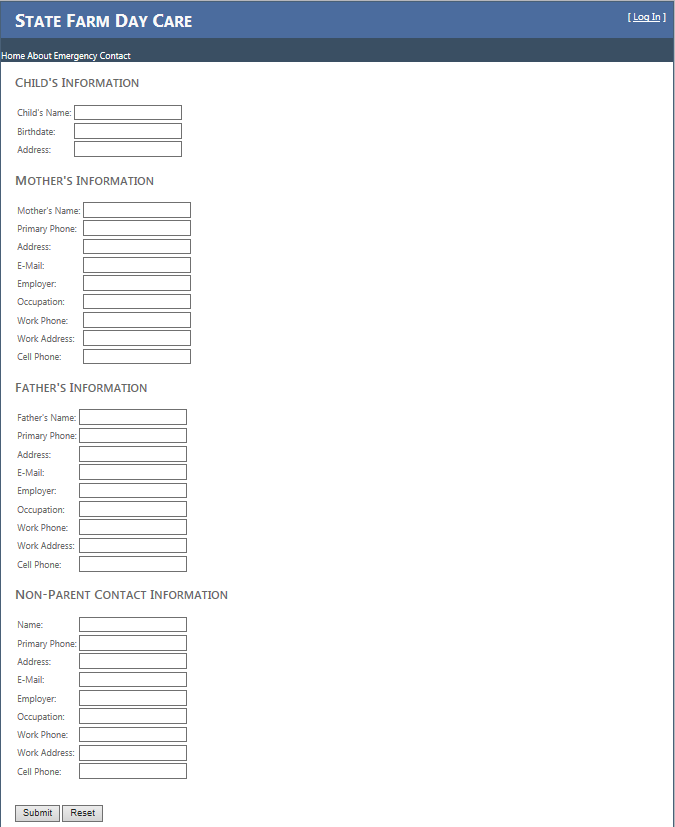 STATE FARM DAY CARE
[ Log In ]
Home About Emergency Contact
CHILD'S INFORMATION
Child's Name:
Birthdate:
Address:
MOTHER'S INFORMATION
Mother's Name:
Primary Phone:
Address:
E-Mail:
Employer:
Occupation:
Work Phone:
Work Address:
Cell Phone:
FATHER'S INFORMATION
Father's Name:
Primary Phone:
Address:
E-Mail:
Employer:
Occupation:
Work Phone:
Work Address:
Cell Phone:
NON-PARENT CONTACT INFORMATION
Name:
Primary Phone:
Address:
E-Mail:
Employer:
Occupation:
Work Phone:
Work Address:
Cell Phone:
Submit Reset